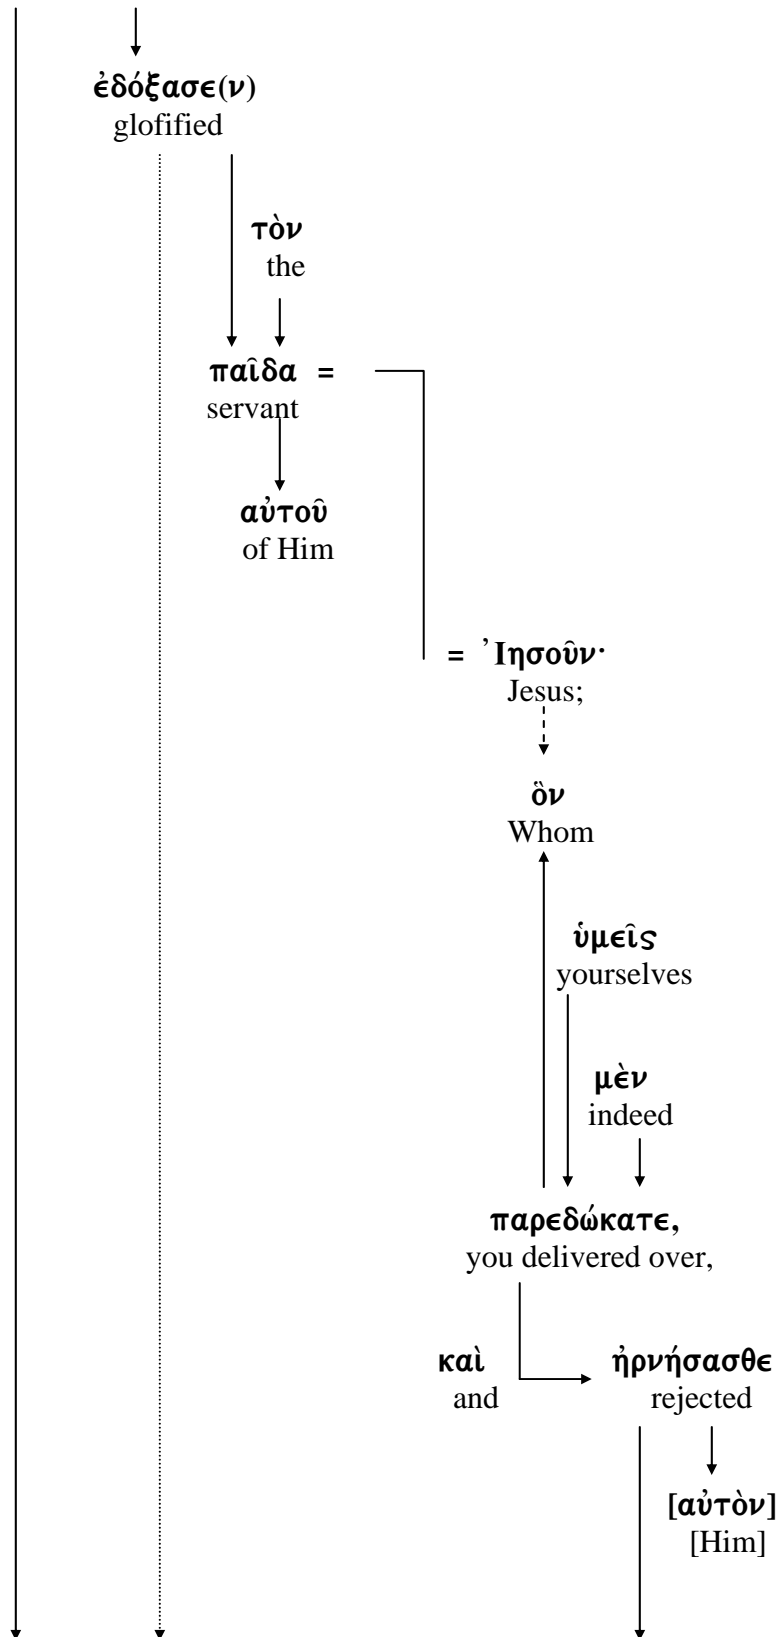 ἐδόξασε(ν)
glofified
τὸν
the
παῖδα =
servant
αὐτοῦ
of Him
= Ἰησοῦν·
Jesus;
ὃν
Whom
ὑμεῖς
yourselves
μὲν
indeed
παρεδώκατε,
you delivered over,
καὶ ἠρνήσασθε
and rejected
[αὐτὸν]
[Him]